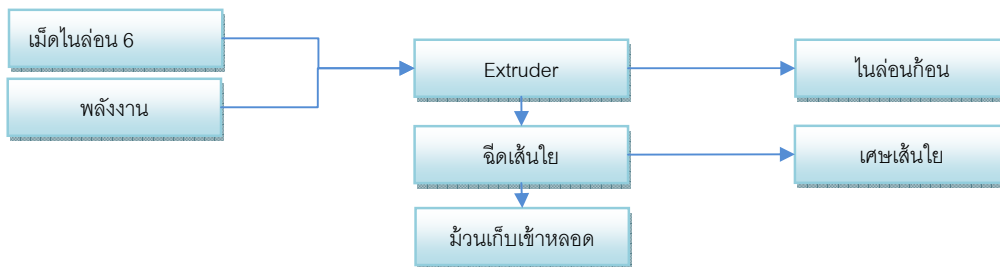 เม็ดไนล่อน 6
Extruder
ไนล่อนก้อน
พลังงาน
ฉีดเส้นใย
เศษเส้นใย
ม้วนเก็บเข้าหลอด